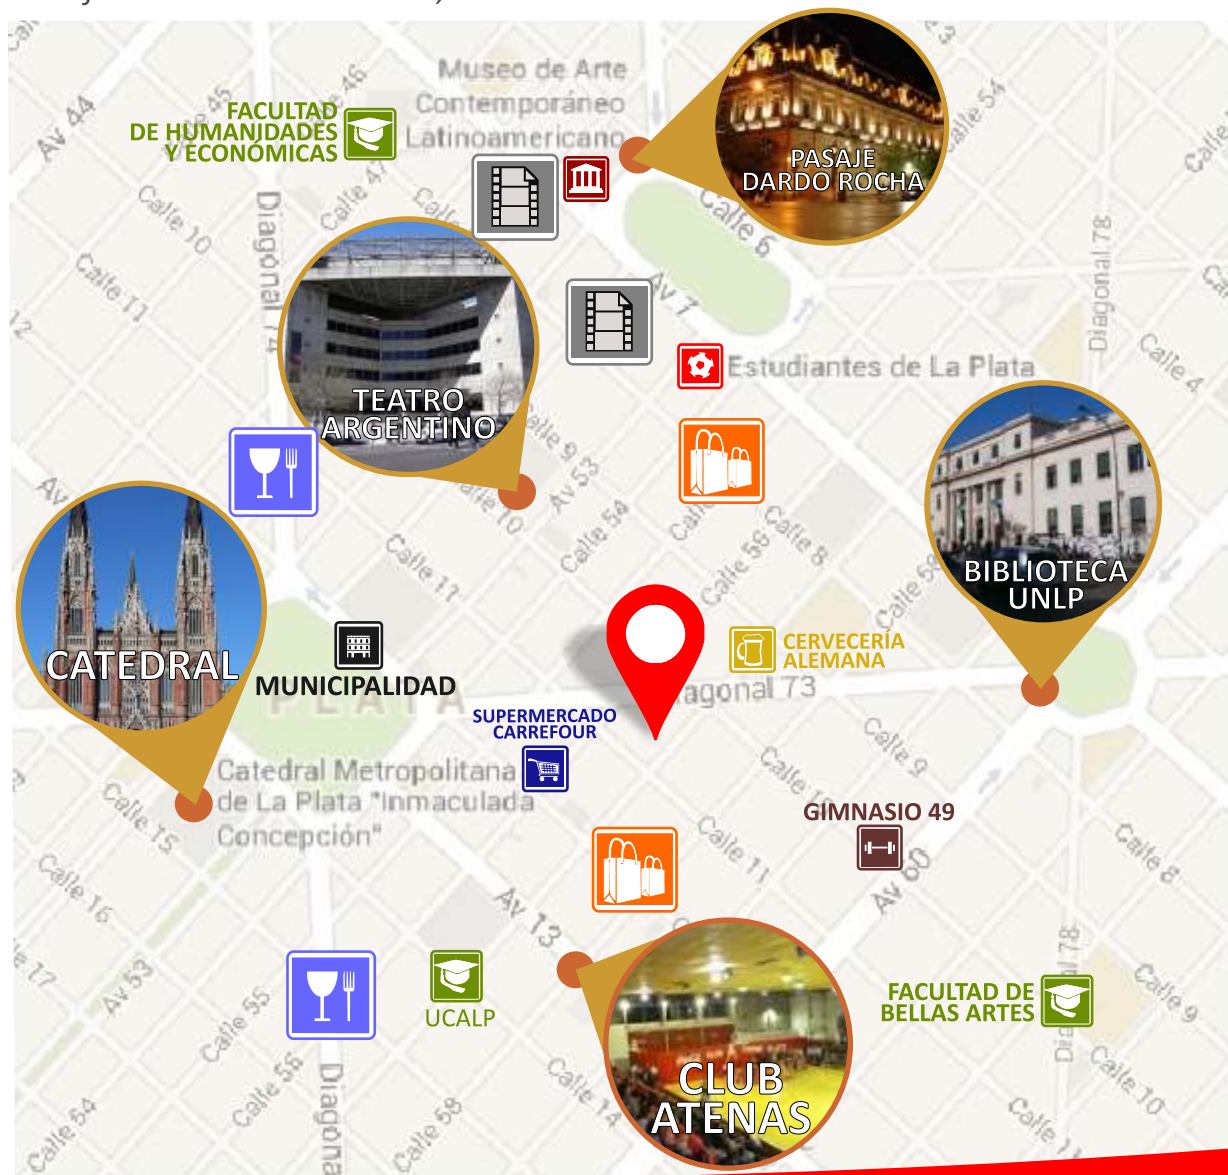 Museo de Arte
Contemporáneo
Latinoamericano
FACULTAD
DE HUMANIDADES
Y ECONÓMICAS
PASAJE
DARDO ROCHA
Av 44
Calle 45
Calle 46
Calle 47
Calle 54
Calle 10
Calle 11
Diagonal 74
Calle 6
Av 7
Diagonal 78
Calle 4
Estudiantes de La Plata
TEATRO
ARGENTINO
Calle 9
Av 53
Calle 10
Calle 54
Calle 56
Calle 8
Calle 58
BIBLIOTECA
UNLP
CATEDRAL
MUNICIPALIDAD
PLATA
CERVECERÍA
ALEMANA
Diagonal 73
SUPERMERCADO
CARREFOUR
Catedral Metropolitana
de La Plata "Inmaculada
Concepción"
Calle 15
Calle 9
GIMNASIO 49
Calle 11
Av 60
Calle 8
Calle 16
Av 13
Av 53
Calle 55
Calle 56
UCALP
FACULTAD DE
BELLAS ARTES
Calle 9
CLUB
ATENAS
Diagonal
Calle 14
Calle 58
Calle 54
Calle 10